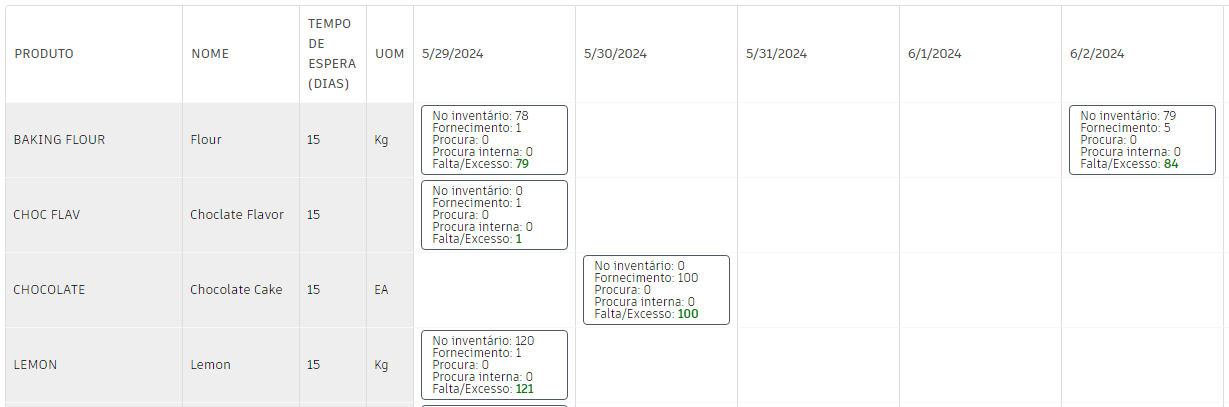 PRODUTO NOME TEMPO DE ESPERA (DIAS) UOM 5/29/2024 5/30/2024 5/31/2024 6/1/2024 6/2/2024
BAKING FLOUR Flour 15 Kg
No inventário: 78
Fornecimento: 1
Procura: 0
Procura interna: 0
Falta/Excesso: 79
No inventário: 79
Fornecimento: 5
Procura: 0
Procura interna: 0
Falta/Excesso: 84
CHOC FLAV Choclate Flavor 15
No inventário: 0
Fornecimento: 1
Procura: 0
Procura interna: 0
Falta/Excesso: 1
CHOCOLATE Chocolate Cake 15 EA
No inventário: 0
Fornecimento: 100
Procura: 0
Procura interna: 0
Falta/Excesso: 100
LEMON Lemon 15 Kg
No inventário: 120
Fornecimento: 1
Procura: 0
Procura interna: 0
Falta/Excesso: 121